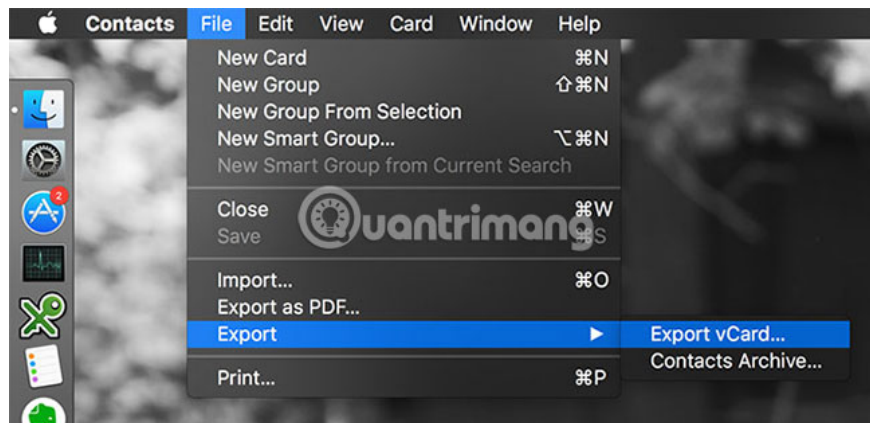 Contacts File Edit View Card Window Help
New Card ⌘N
New Group ⇧⌘N
New Group From Selection
New Smart Group... ⌥⌘N
New Smart Group from Current Search
2
Close ⌘W
Quantrimang
Save ⌘S
Import... ⌘O
Export as PDF...
Export ▶ Export vCard...
Contacts Archive...
Print... ⌘P